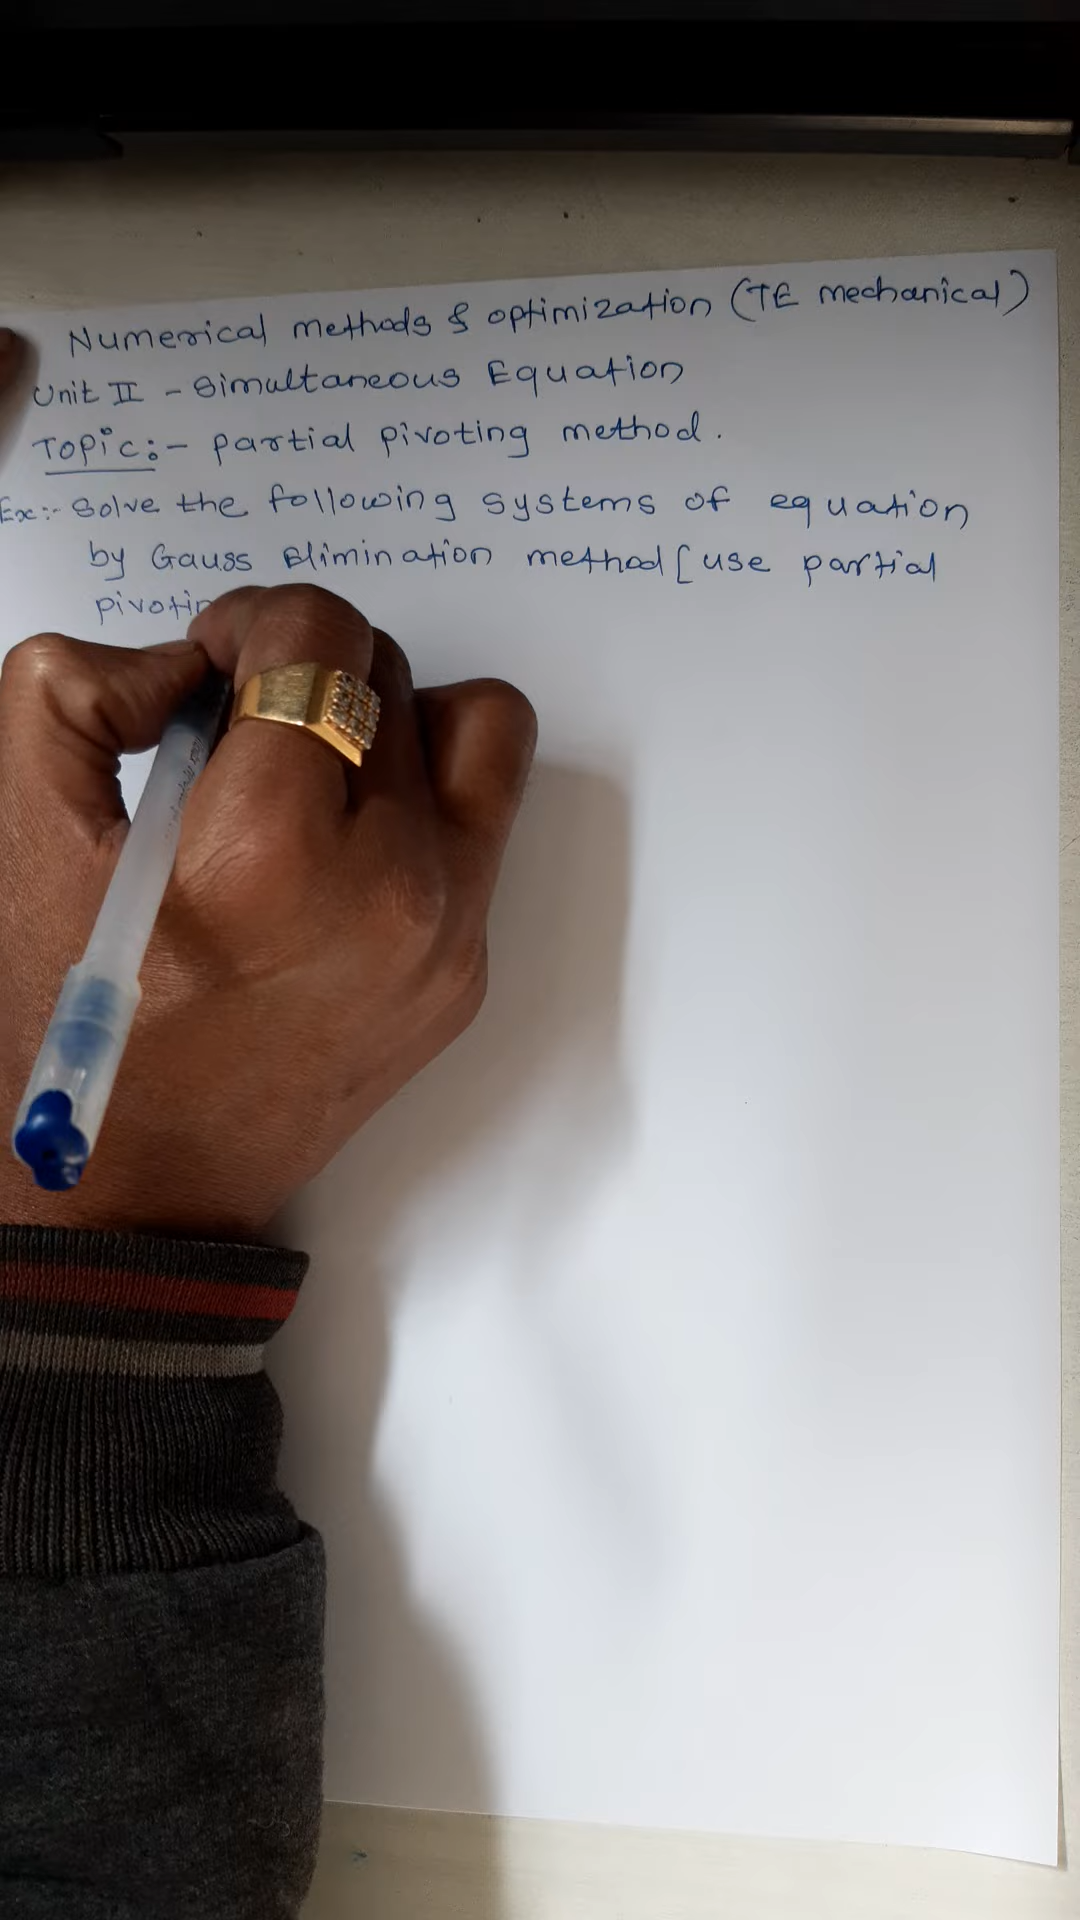 Numerical methods & optimization (TE mechanical)
Unit II - Simultaneous Equation
Topic:- partial pivoting method.
Ex:- Solve the following systems of equation
by Gauss Elimination method [use partial